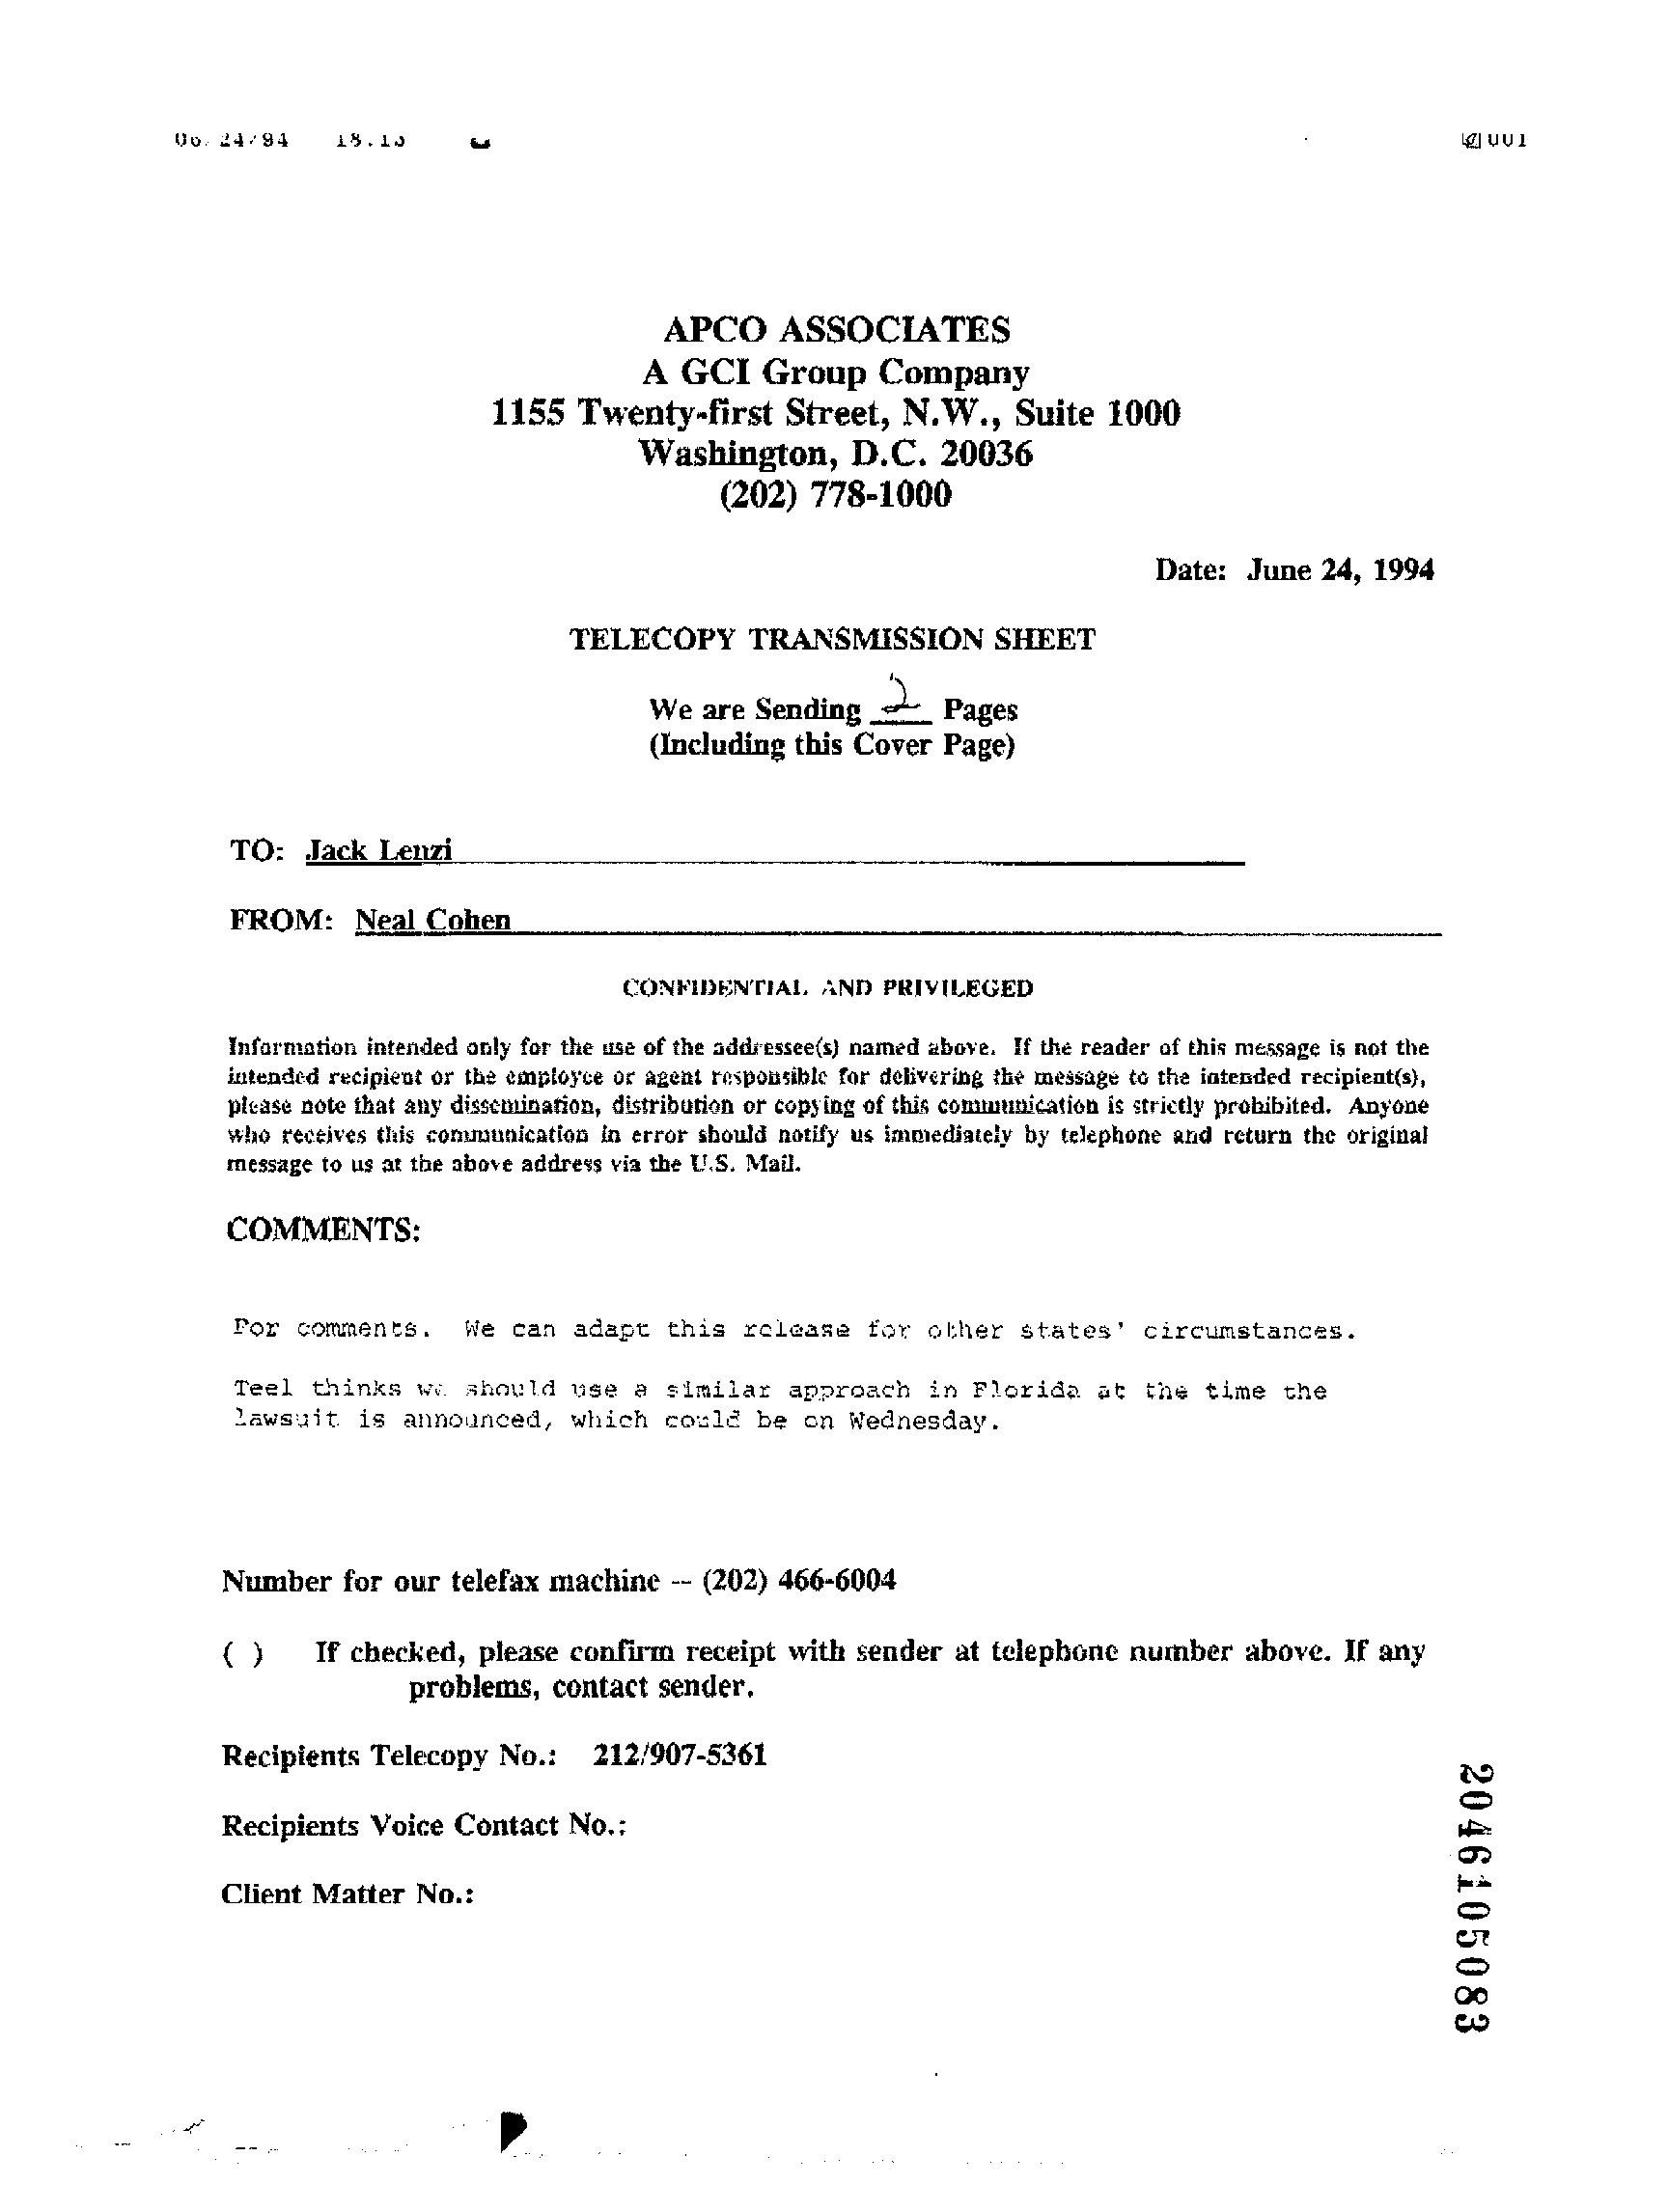 06/24/94 18:15
001
APCO ASSOCIATES
A GCI Group Company
1155 Twenty-first Street, N.W., Suite 1000
Washington, D.C. 20036
(202) 778-1000
Date: June 24, 1994
TELECOPY TRANSMISSION SHEET
We are Sending 2 Pages
(Including this Cover Page)
TO: Jack Lenzi
FROM: Neal Cohen
CONFIDENTIAL AND PRIVILEGED
Information intended only for the use of the addressee(s) named above. If the reader of this message is not the
intended recipient or the employee or agent responsible for delivering the message to the intended recipient(s),
please note that any dissemination, distribution or copying of this communication is strictly prohibited. Anyone
who receives this communication in error should notify us immediately by telephone and return the original
message to us at the above address via the U.S. Mail.
COMMENTS:
For comments. We can adapt this release for other states' circumstances.
Teel thinks we should use a similar approach in Florida at the time the
lawsuit is announced, which could be on Wednesday.
Number for our telefax machine -- (202) 466-6004
( ) If checked, please confirm receipt with sender at telephone number above. If any
problems, contact sender.
Recipients Telecopy No.: 212/907-5361
Recipients Voice Contact No.:
Client Matter No.:
2046105083